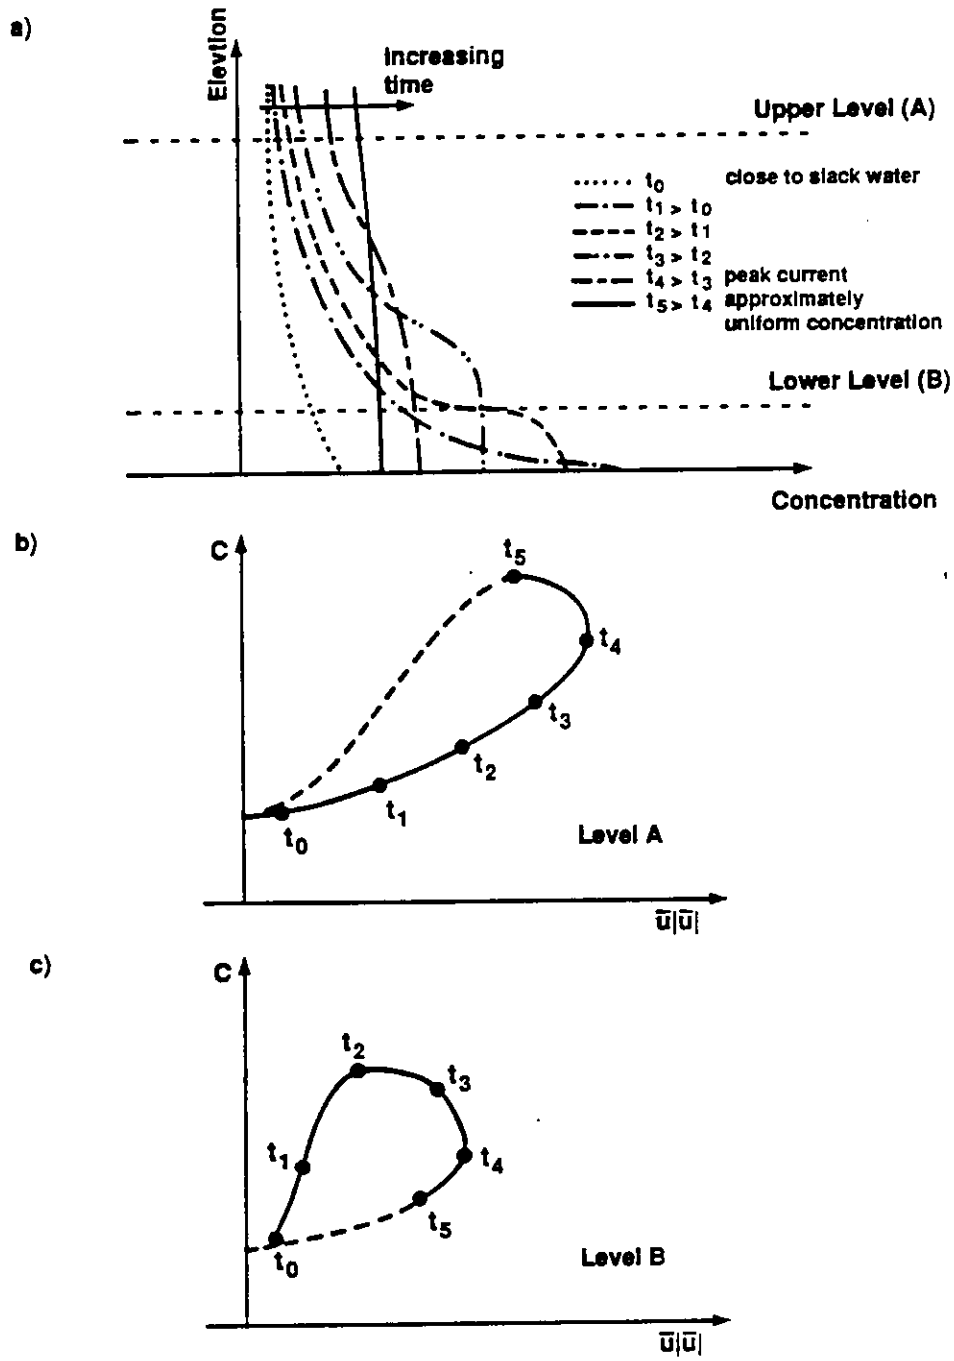 a)
Elevtion
Increasing
time
Upper Level (A)
t0 close to slack water
t1 > t0
t2 > t1
t3 > t2
t4 > t3 peak current
t5 > t4 approximately
uniform concentration
Lower Level (B)
Concentration
b)
C
t5
t4
t3
t2
t1
t0
Level A
u̅|u̅|
c)
C
t2
t3
t1
t4
t5
t0
Level B
u̅|u̅|